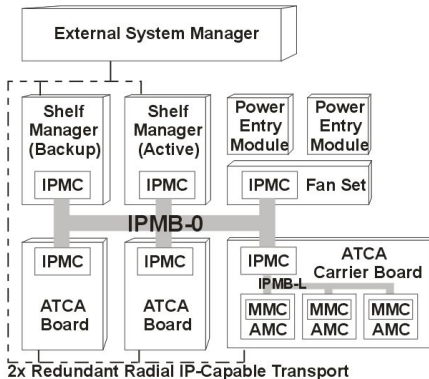 External System Manager
Shelf Manager (Backup)
IPMC
Shelf Manager (Active)
IPMC
Power Entry Module
Power Entry Module
IPMC
Fan Set
IPMB-0
IPMC
ATCA Board
IPMC
ATCA Board
IPMC
ATCA Carrier Board
IPMB-L
MMC
AMC
MMC
AMC
MMC
AMC
2x Redundant Radial IP-Capable Transport